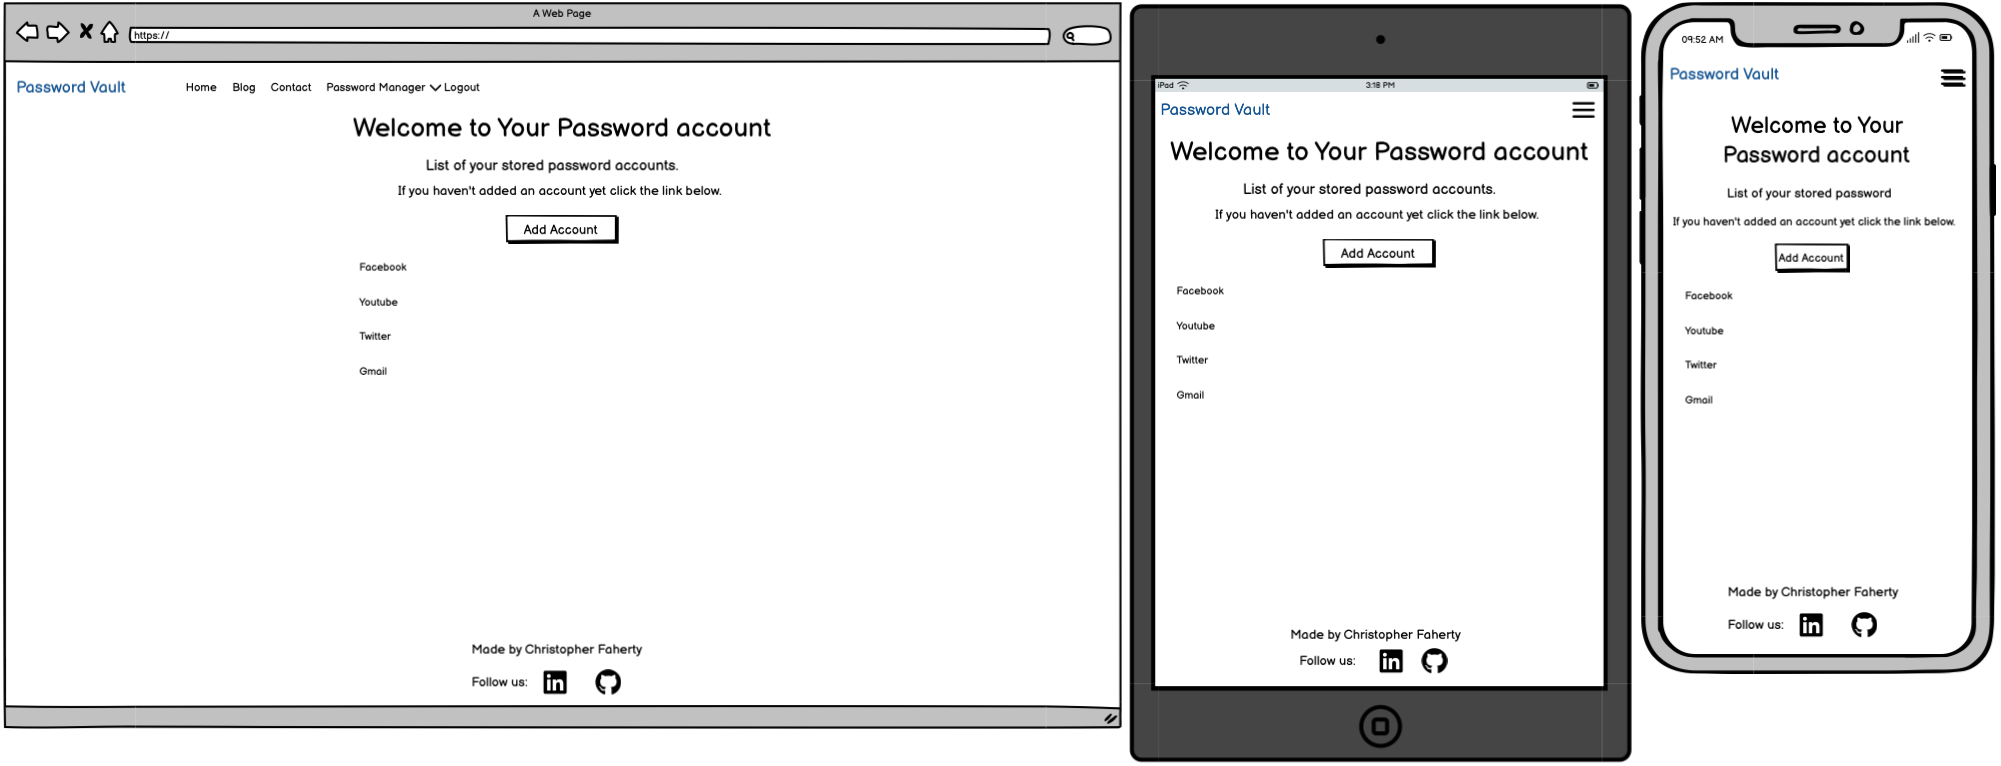 A Web Page
https://
Password Vault Home Blog Contact Password Manager Logout
Welcome to Your Password account
List of your stored password accounts.
If you haven't added an account yet click the link below.
Add Account
Facebook
Youtube
Twitter
Gmail
Made by Christopher Faherty
Follow us: in
iPad 3:18 PM
Password Vault
Welcome to Your Password account
List of your stored password accounts.
If you haven't added an account yet click the link below.
Add Account
Facebook
Youtube
Twitter
Gmail
Made by Christopher Faherty
Follow us: in
09:52 AM
Password Vault
Welcome to Your
Password account
List of your stored password
If you haven't added an account yet click the link below.
Add Account
Facebook
Youtube
Twitter
Gmail
Made by Christopher Faherty
Follow us: in